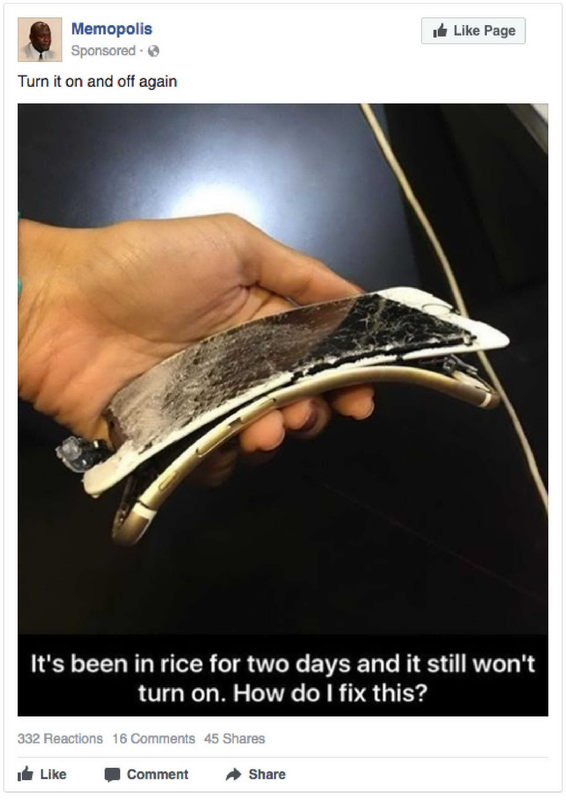 Memopolis
Like Page
Sponsored ·
Turn it on and off again
It's been in rice for two days and it still won't
turn on. How do I fix this?
332 Reactions 16 Comments 45 Shares
Like Comment Share